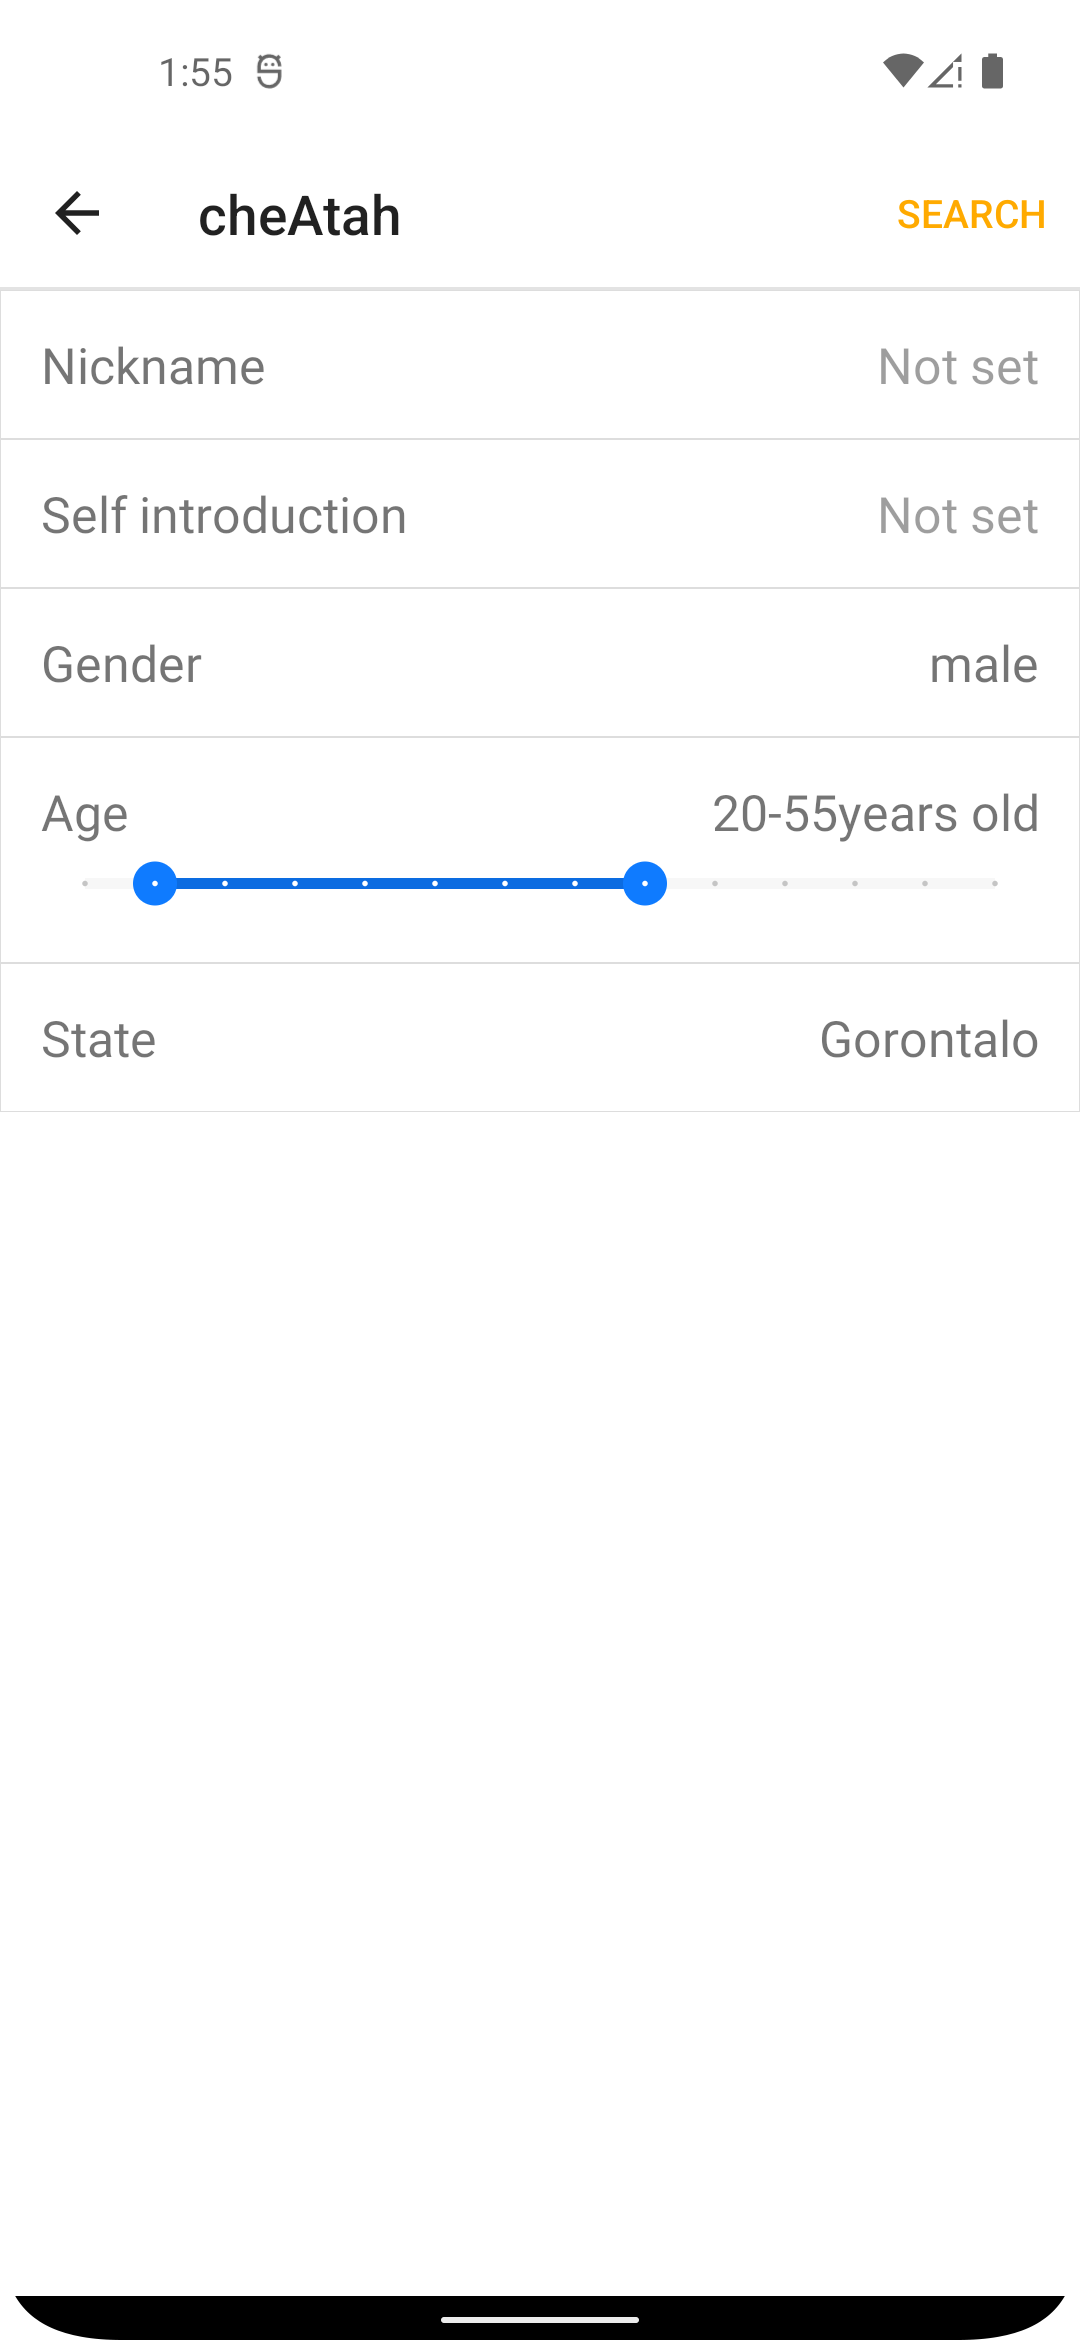 1:55
cheAtah
SEARCH
Nickname
Not set
Self introduction
Not set
Gender
male
Age
20-55years old
State
Gorontalo